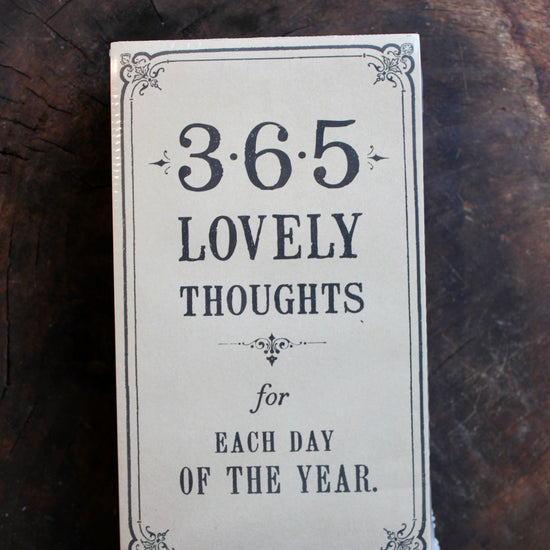 3·6·5
LOVELY
THOUGHTS
for
EACH DAY
OF THE YEAR.